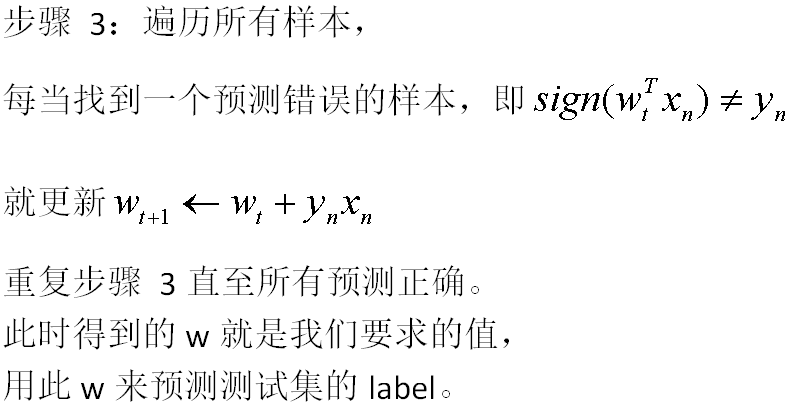 步骤 3：遍历所有样本，
每当找到一个预测错误的样本，即 sign(w_t^T x_n) ≠ y_n
就更新 w_{t+1} ← w_t + y_n x_n
重复步骤 3 直至所有预测正确。
此时得到的 w 就是我们要求的值，
用此 w 来预测测试集的 label。